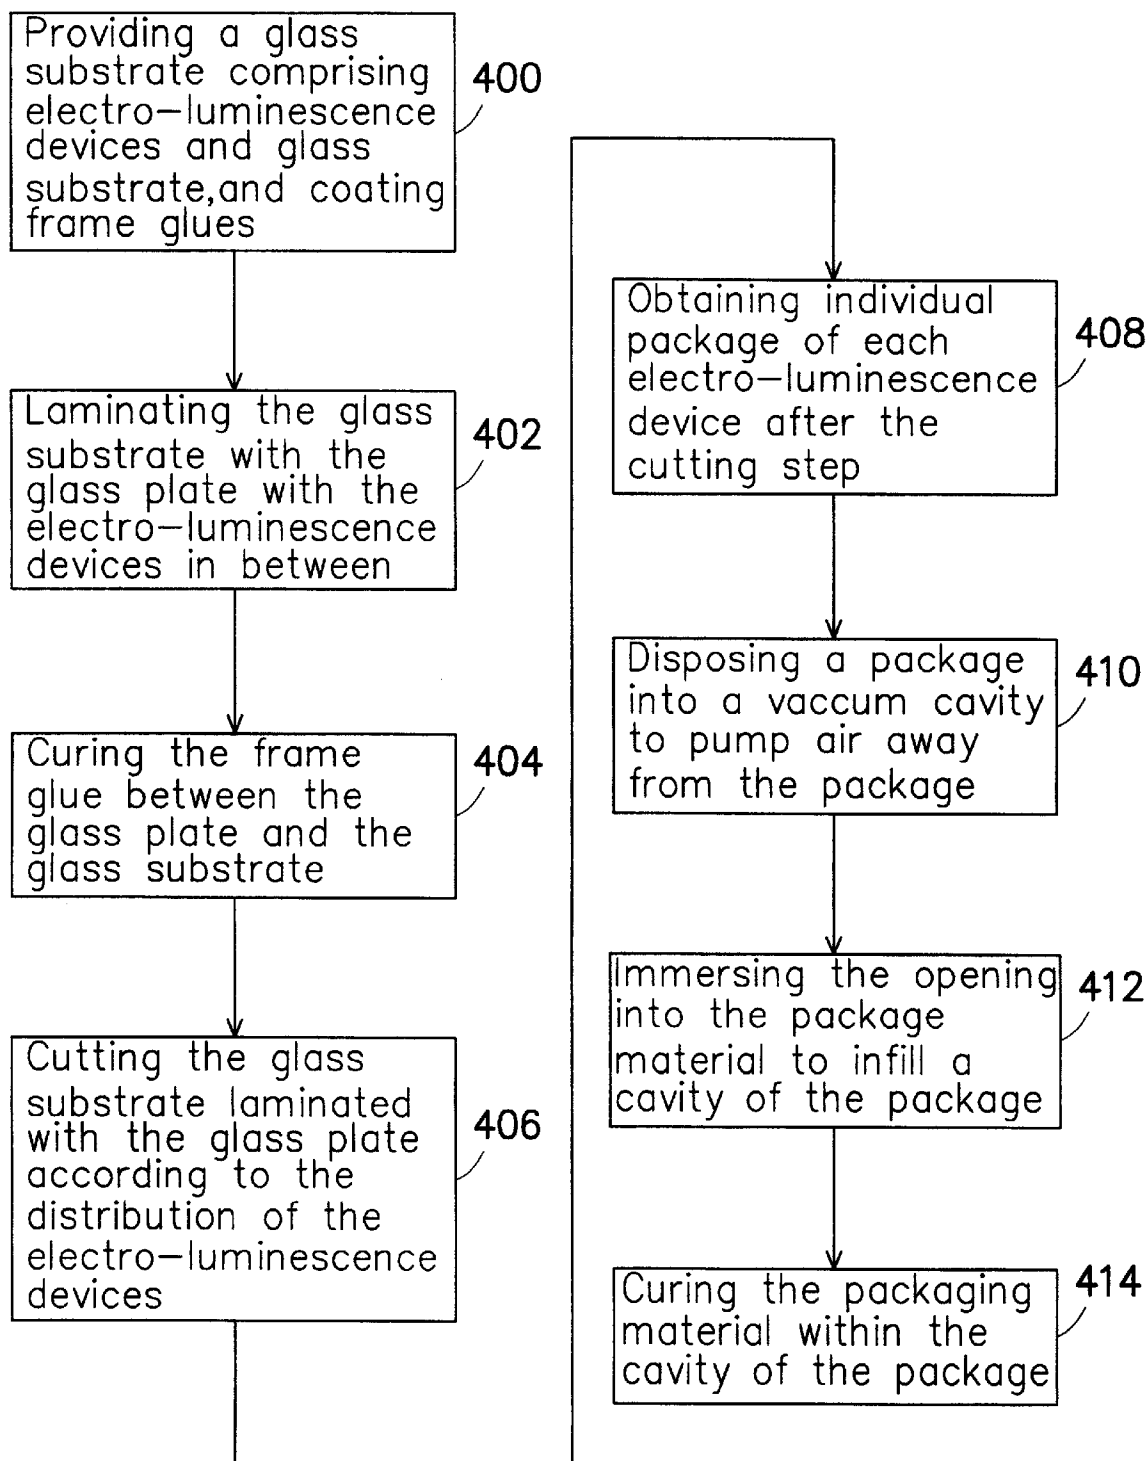 Providing a glass
substrate comprising
electro-luminescence
devices and glass
substrate,and coating
frame glues
400
Laminating the glass
substrate with the
glass plate with the
electro-luminescence
devices in between
402
Curing the frame
glue between the
glass plate and the
glass substrate
404
Cutting the glass
substrate laminated
with the glass plate
according to the
distribution of the
electro-luminescence
devices
406
Obtaining individual
package of each
electro-luminescence
device after the
cutting step
408
Disposing a package
into a vaccum cavity
to pump air away
from the package
410
Immersing the opening
into the package
material to infill a
cavity of the package
412
Curing the packaging
material within the
cavity of the package
414